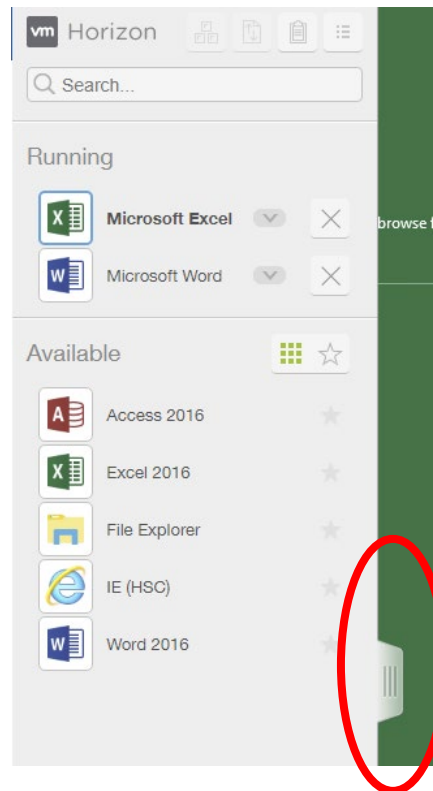 vm Horizon
Search...
Running
Microsoft Excel
browse f
Microsoft Word
Available
Access 2016
Excel 2016
File Explorer
IE (HSC)
Word 2016